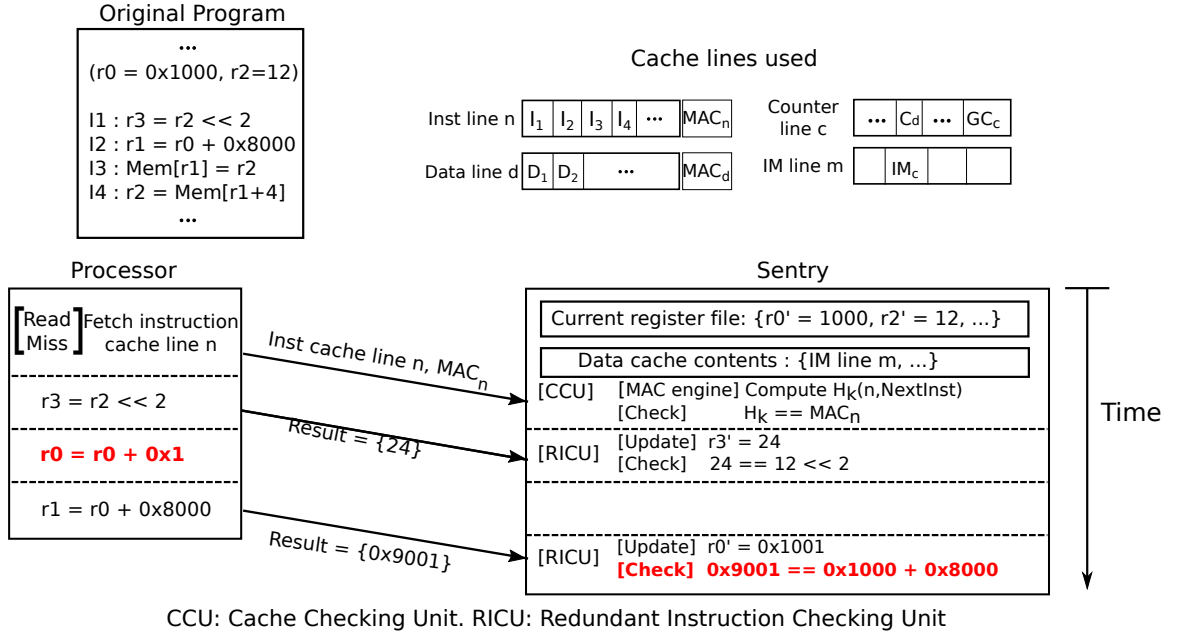 Original Program
...
(r0 = 0x1000, r2=12)
I1 : r3 = r2 << 2
I2 : r1 = r0 + 0x8000
I3 : Mem[r1] = r2
I4 : r2 = Mem[r1+4]
...
Cache lines used
Inst line n I1 I2 I3 I4 ... MACn
Data line d D1 D2 ... MACd
Counter
line c ... Cd ... GCc
IM line m IMc
Processor
[Read
Miss] Fetch instruction
cache line n
r3 = r2 << 2
r0 = r0 + 0x1
r1 = r0 + 0x8000
Inst cache line n, MACn
Result = {24}
Result = {0x9001}
Sentry
Current register file: {r0' = 1000, r2' = 12, ...}
Data cache contents : {IM line m, ...}
[CCU] [MAC engine] Compute Hk(n,NextInst)
[Check] Hk == MACn
[RICU] [Update] r3' = 24
[Check] 24 == 12 << 2
[RICU] [Update] r0' = 0x1001
[Check] 0x9001 == 0x1000 + 0x8000
Time
CCU: Cache Checking Unit. RICU: Redundant Instruction Checking Unit